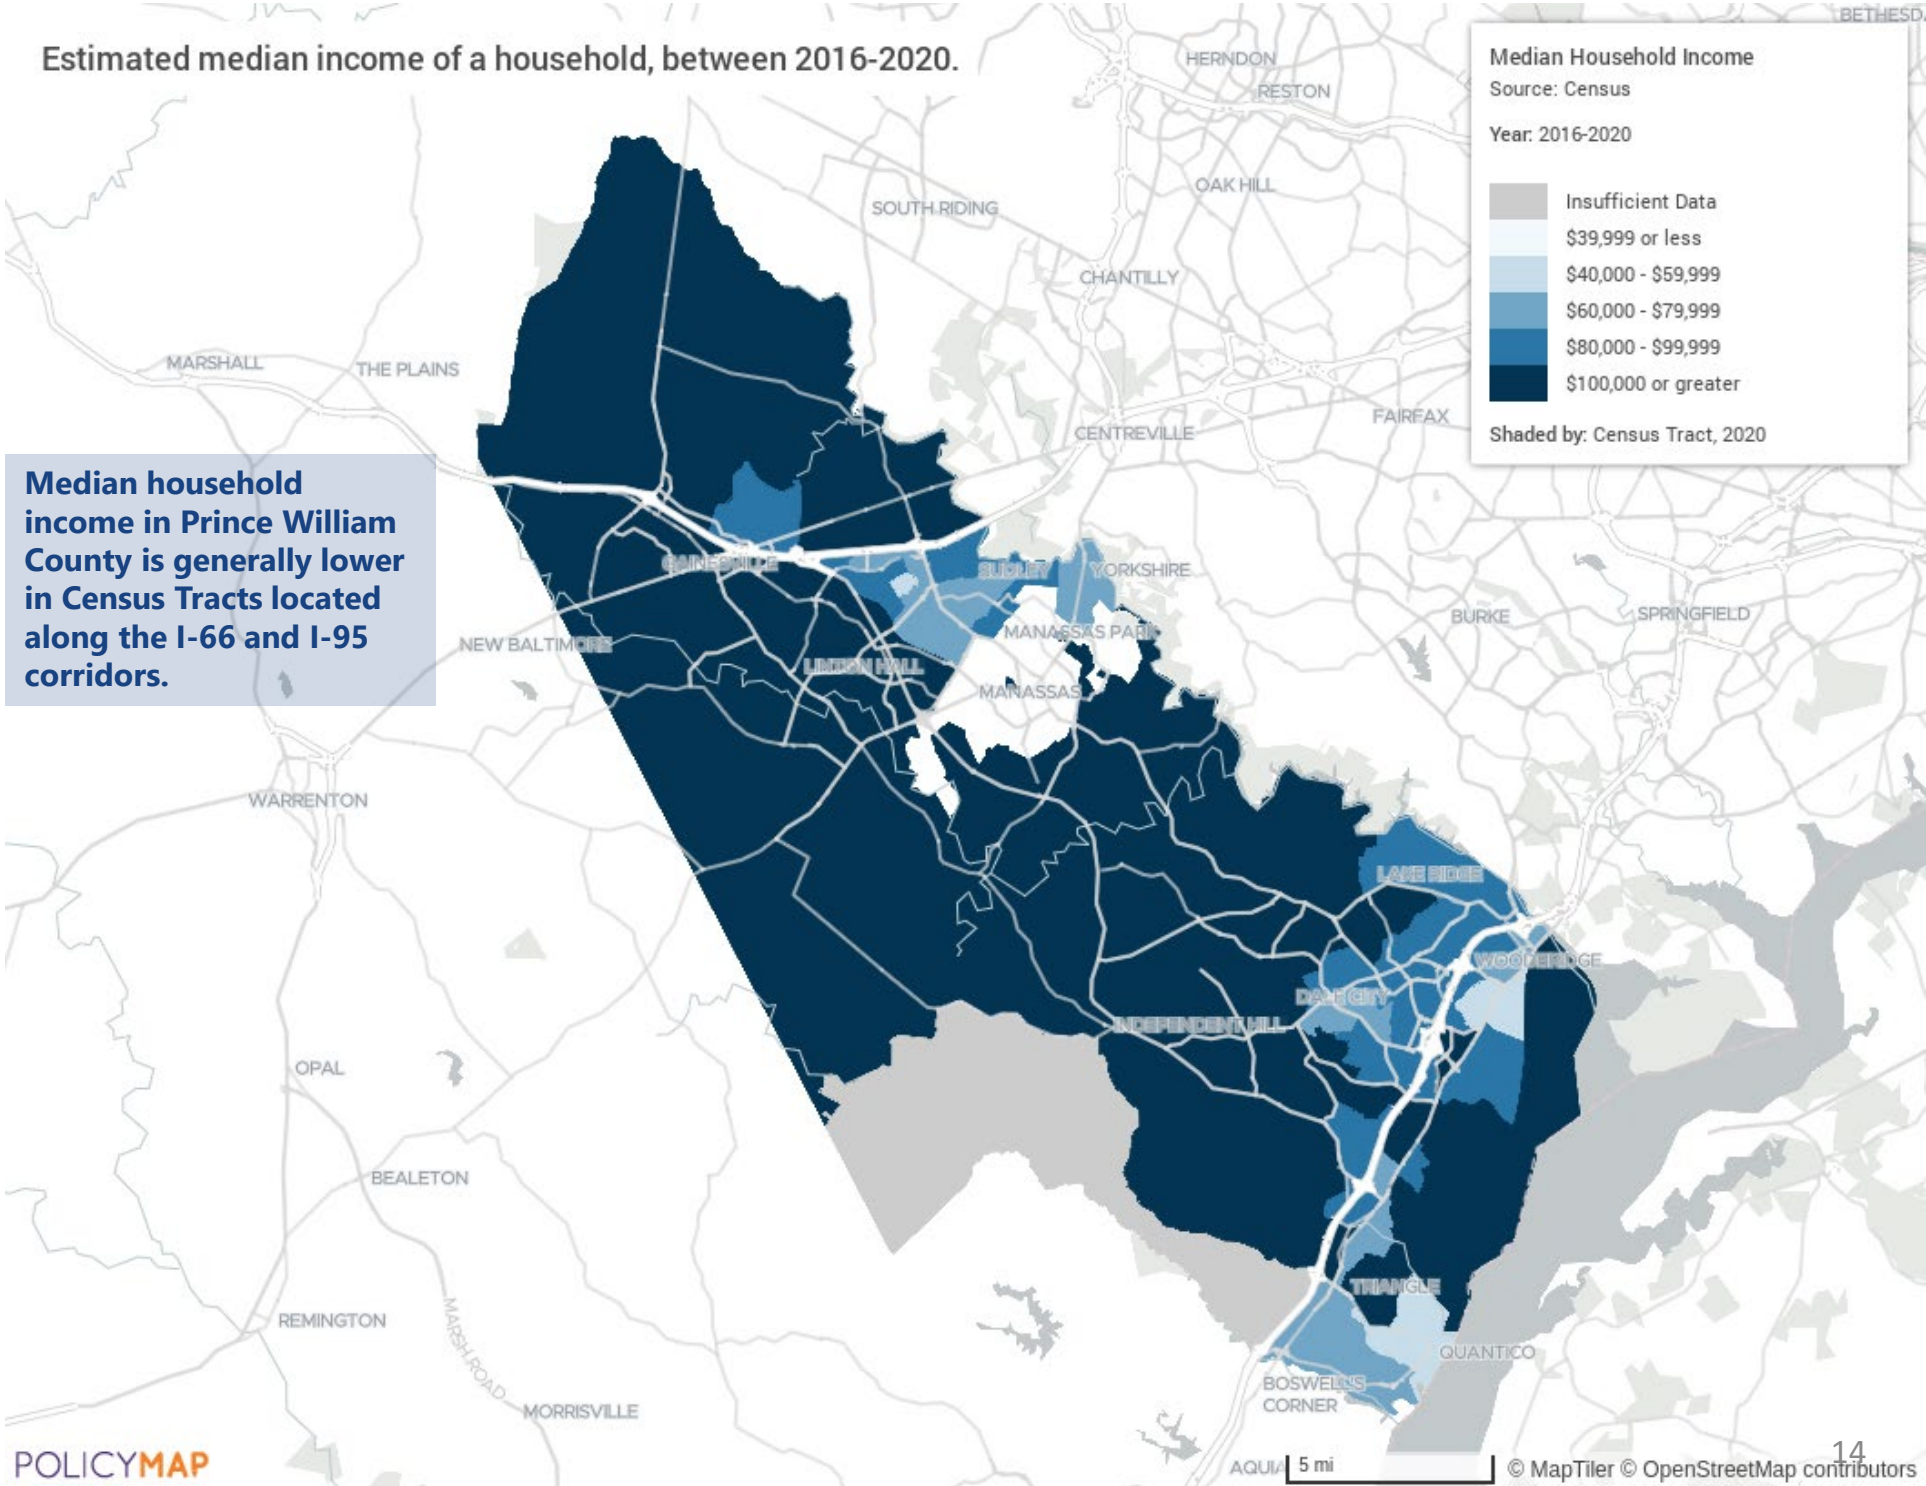 Estimated median income of a household, between 2016-2020.
BETHESD
HERNDON
RESTON
OAK HILL
SOUTH RIDING
CHANTILLY
Median Household Income
Source: Census
Year: 2016-2020
Insufficient Data
$39,999 or less
$40,000 - $59,999
$60,000 - $79,999
$80,000 - $99,999
$100,000 or greater
Shaded by: Census Tract, 2020
MARSHALL
THE PLAINS
FAIRFAX
CENTREVILLE
Median household
income in Prince William
County is generally lower
in Census Tracts located
along the I-66 and I-95
corridors.
GAINESVILLE
SUDLEY
YORKSHIRE
BURKE
SPRINGFIELD
NEW BALTIMORE
MANASSAS PARK
LINTON HALL
MANASSAS
WARRENTON
LAKE RIDGE
WOODBRIDGE
DALE CITY
INDEPENDENT HILL
OPAL
BEALETON
TRIANGLE
REMINGTON
MARSH ROAD
QUANTICO
BOSWELL'S
CORNER
MORRISVILLE
POLICYMAP
AQUIA
5 mi
14
© MapTiler © OpenStreetMap contributors